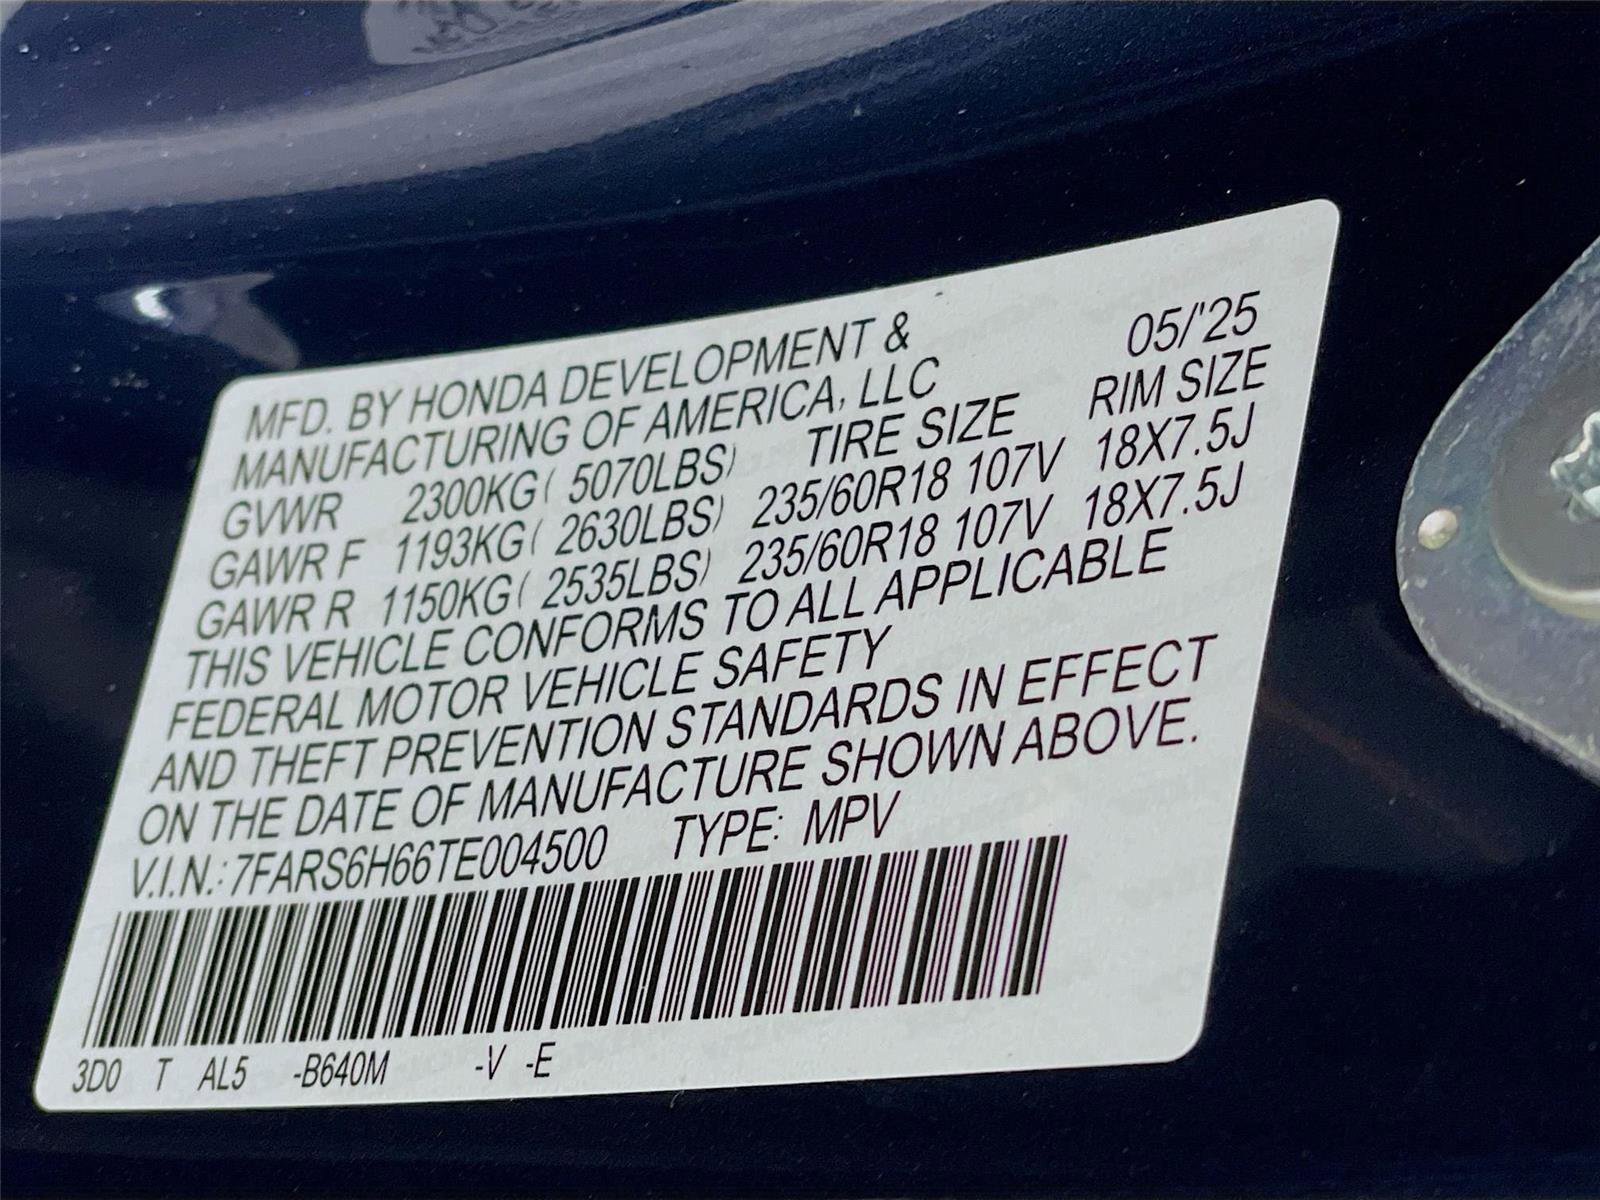 MFD. BY HONDA DEVELOPMENT & 05/'25
MANUFACTURING OF AMERICA, LLC
TIRE SIZE RIM SIZE
GVWR 2300KG( 5070LBS)
GAWR F 1193KG( 2630LBS) 235/60R18 107V 18X7.5J
GAWR R 1150KG( 2535LBS) 235/60R18 107V 18X7.5J
THIS VEHICLE CONFORMS TO ALL APPLICABLE
FEDERAL MOTOR VEHICLE SAFETY
AND THEFT PREVENTION STANDARDS IN EFFECT
ON THE DATE OF MANUFACTURE SHOWN ABOVE.
V.I.N.: 7FARS6H66TE004500 TYPE: MPV
3D0 T AL5 -B640M -V -E